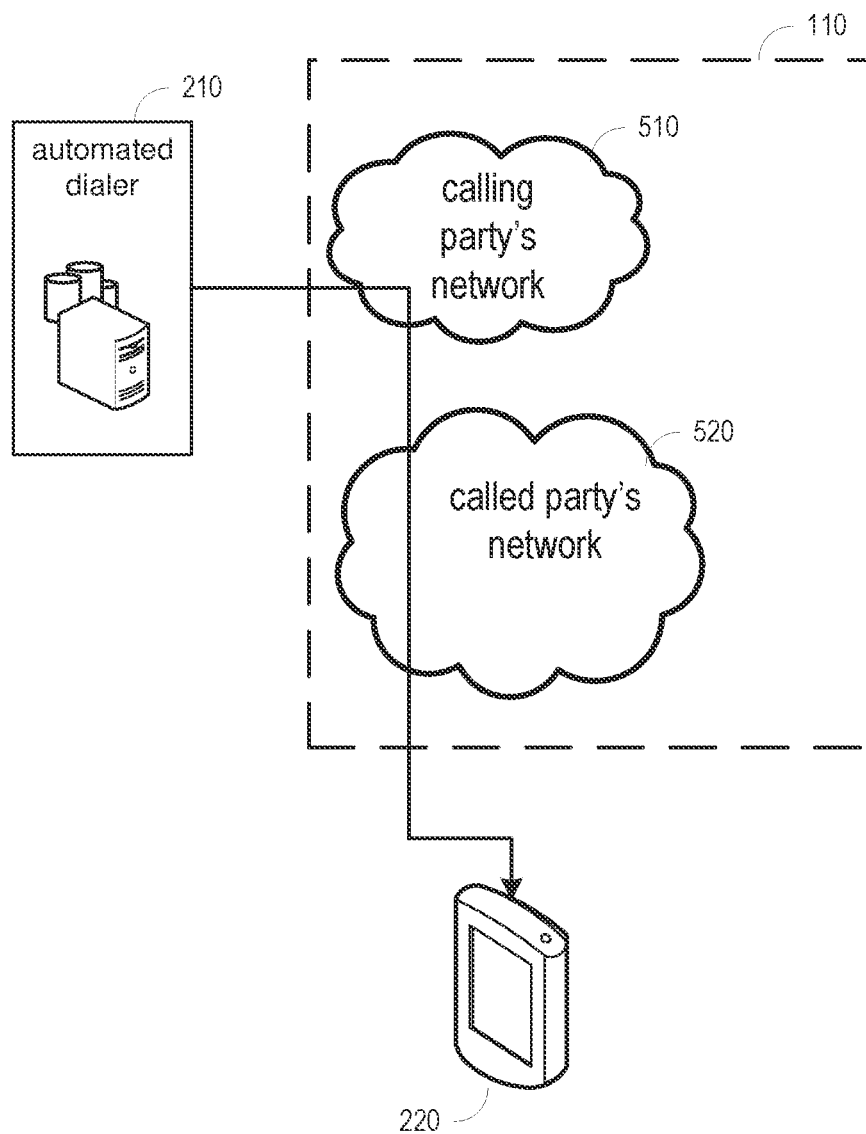 110
210
automated
dialer
510
calling
party's
network
520
called party's
network
220